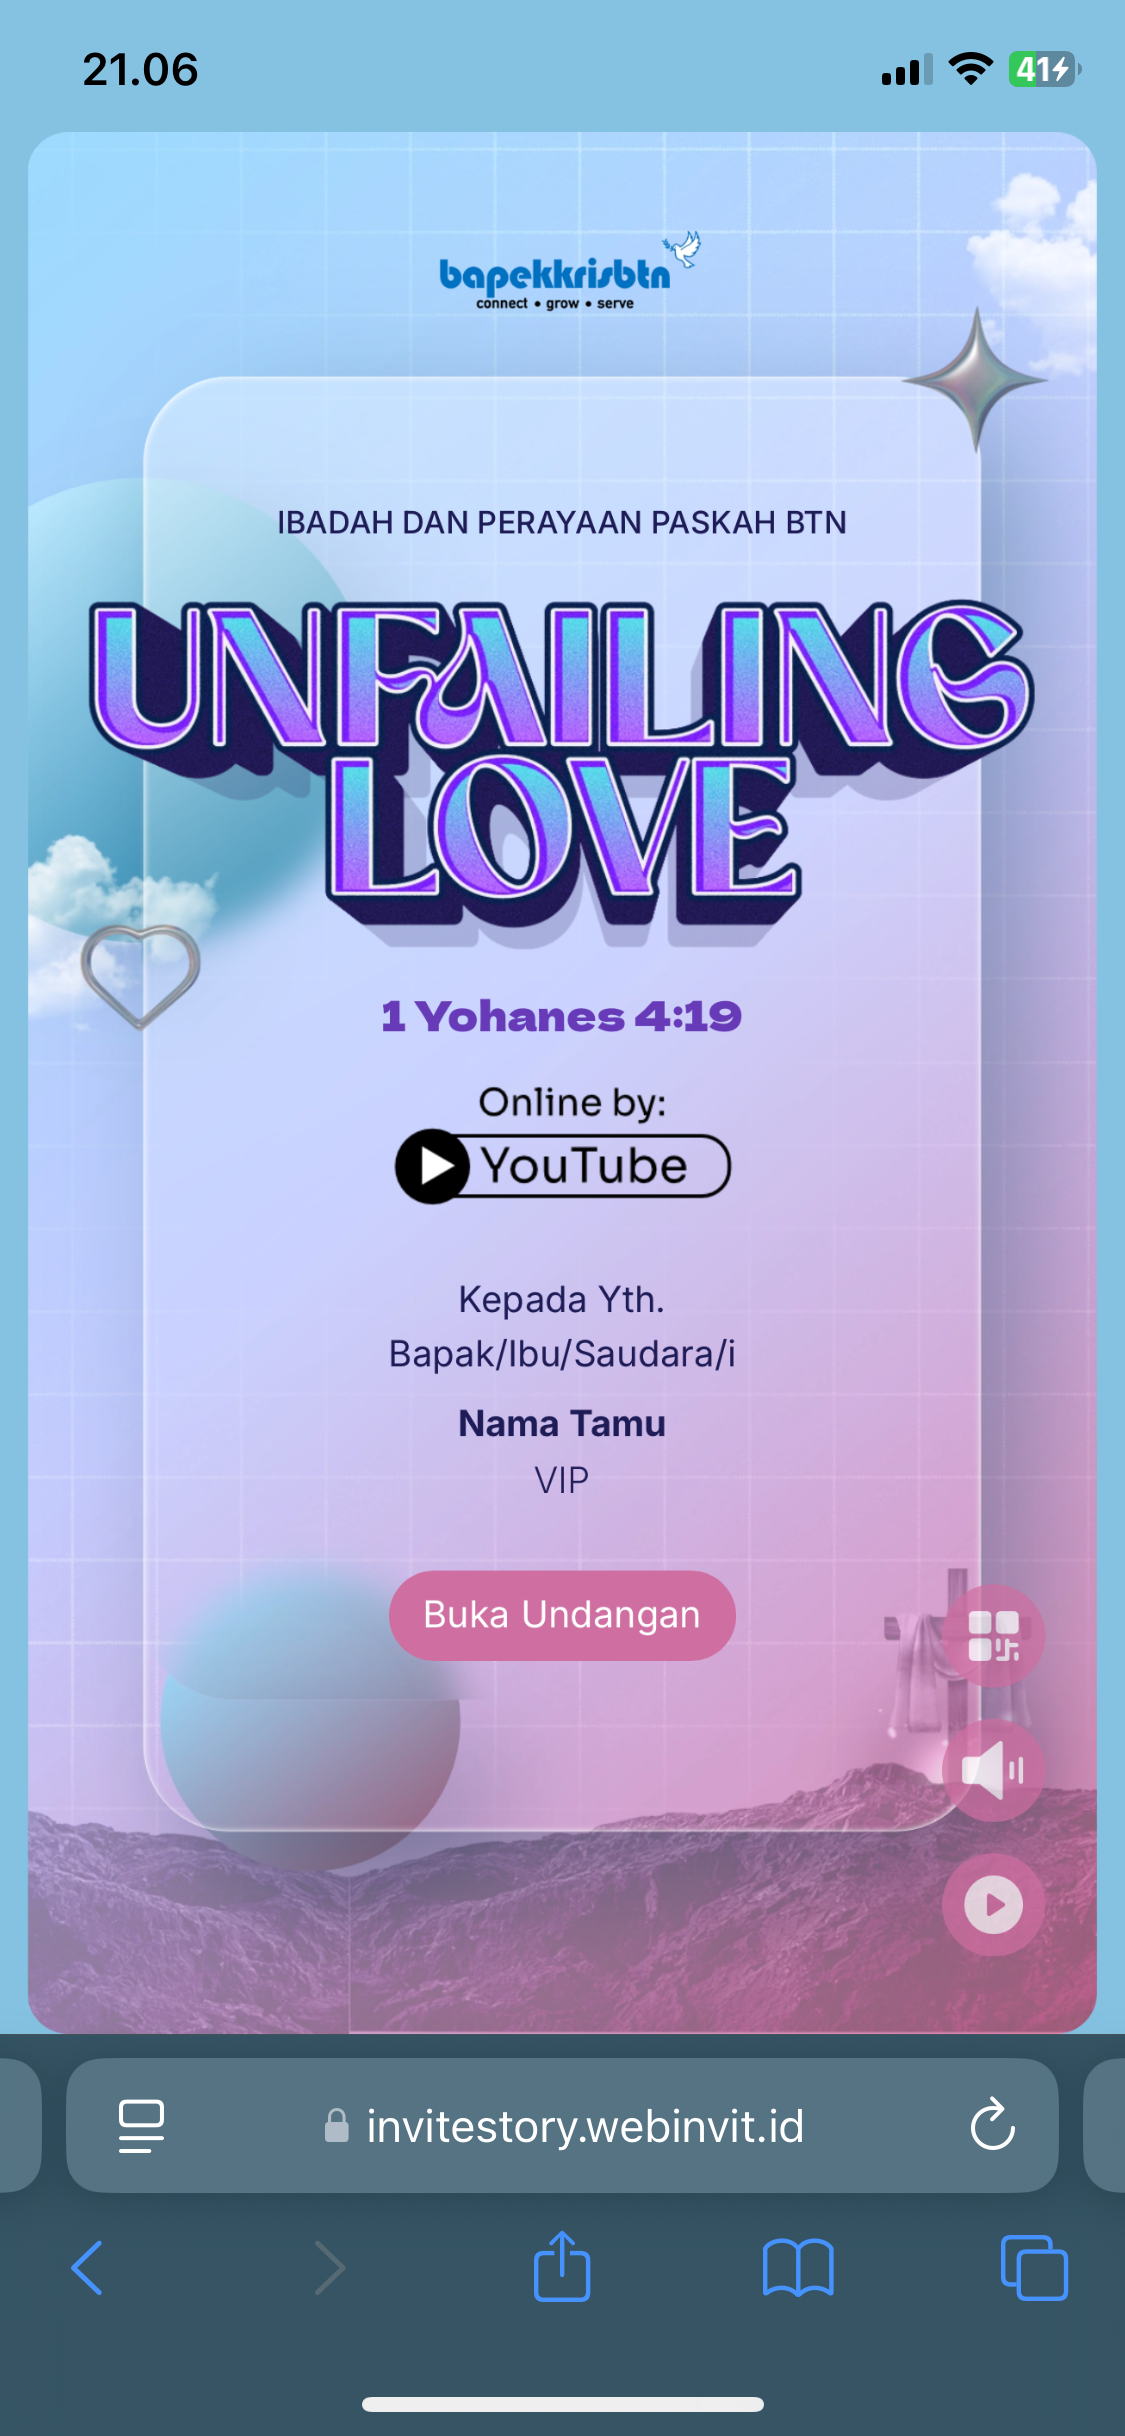 21.06
41
bapekkrisbtn
connect • grow • serve
IBADAH DAN PERAYAAN PASKAH BTN
UNFAILING
LOVE
1 Yohanes 4:19
Online by:
YouTube
Kepada Yth.
Bapak/Ibu/Saudara/i
Nama Tamu
VIP
Buka Undangan
invitestory.webinvit.id